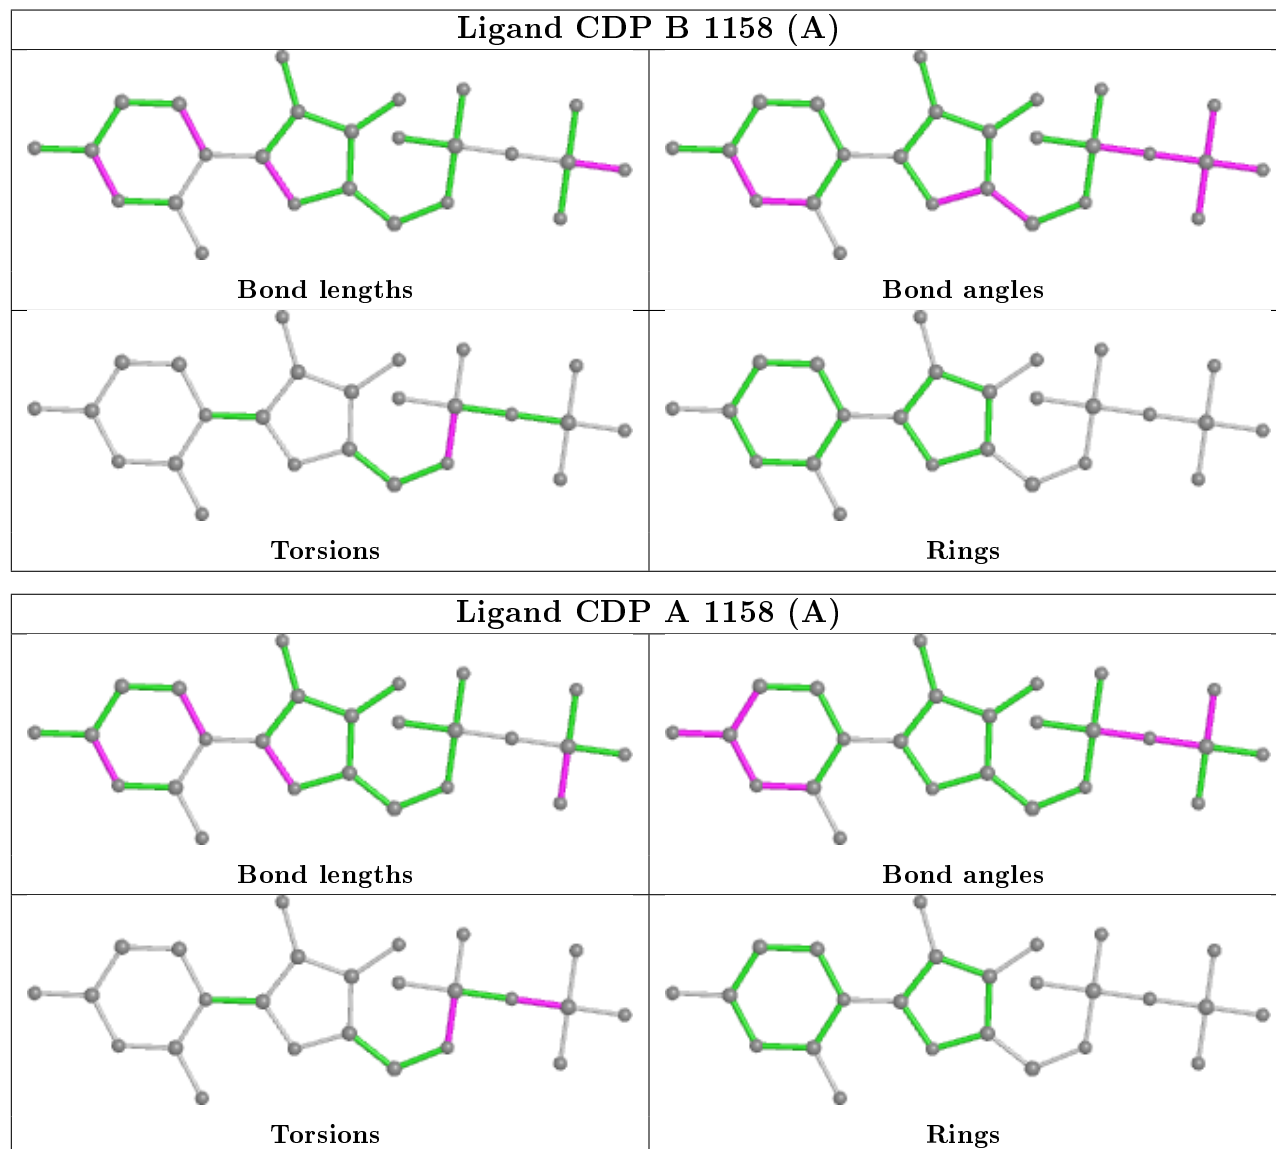 Ligand CDP B 1158 (A)
Bond lengths
Bond angles
Torsions
Rings
Ligand CDP A 1158 (A)
Bond lengths
Bond angles
Torsions
Rings